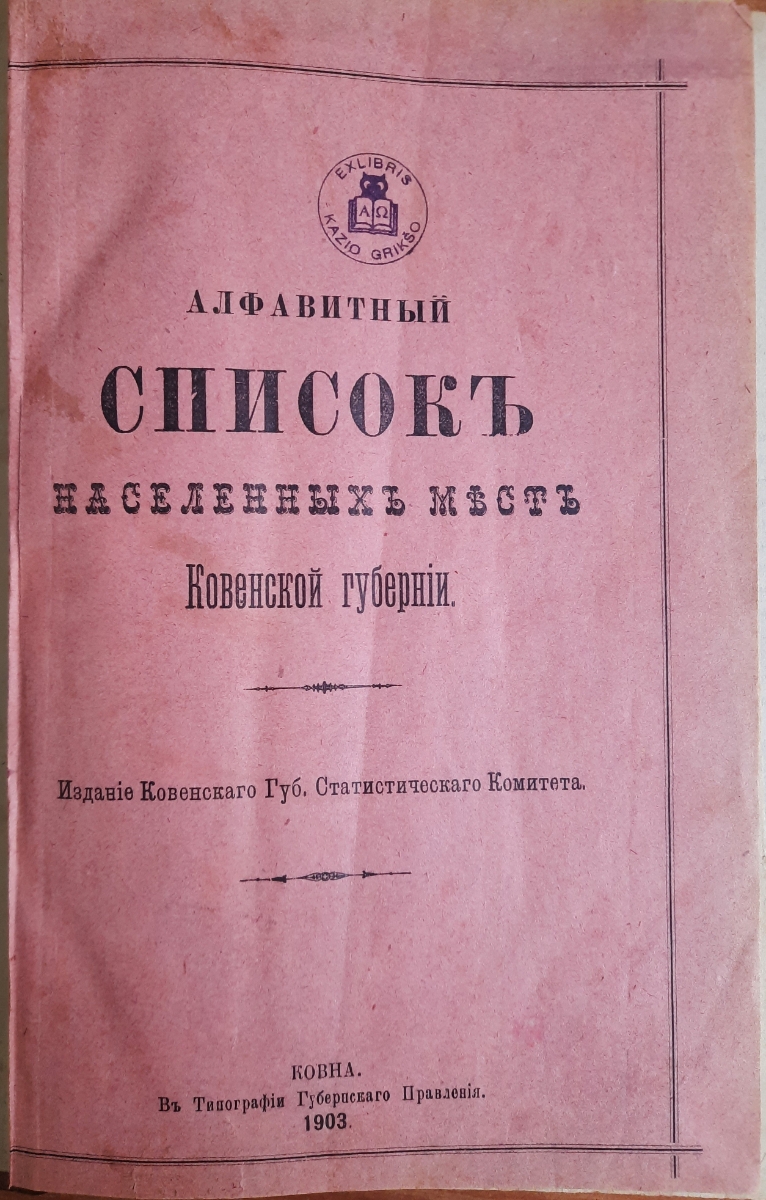 EXLIBRIS
Α Ω
KAZIO GRIKŠO
АЛФАВИТНЫЙ
СПИСОКЪ
НАСЕЛЕННЫХЪ МѢСТЪ
Ковенской губерніи.
Изданіе Ковенскаго Губ. Статистическаго Комитета.
КОВНА.
Въ Типографіи Губернскаго Правленія.
1903.